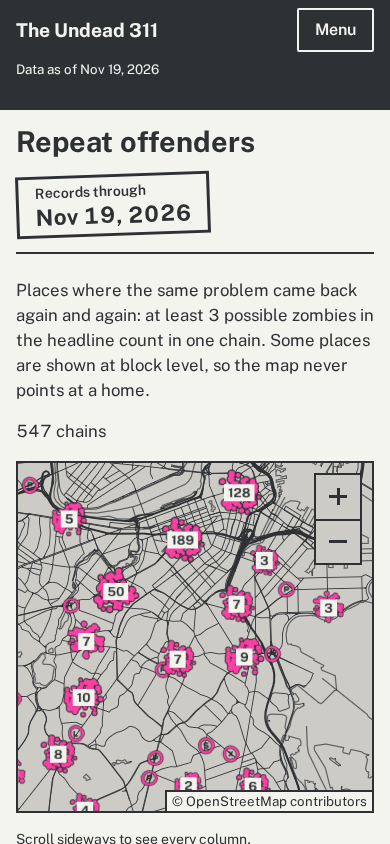 The Undead 311
Menu
Data as of Nov 19, 2026
Repeat offenders
Records through
Nov 19, 2026
Places where the same problem came back
again and again: at least 3 possible zombies in
the headline count in one chain. Some places
are shown at block level, so the map never
points at a home.
547 chains
128
+
5
189
−
3
50
7
3
7
7
9
10
8
2
6
4
© OpenStreetMap contributors
Scroll sideways to see every column.